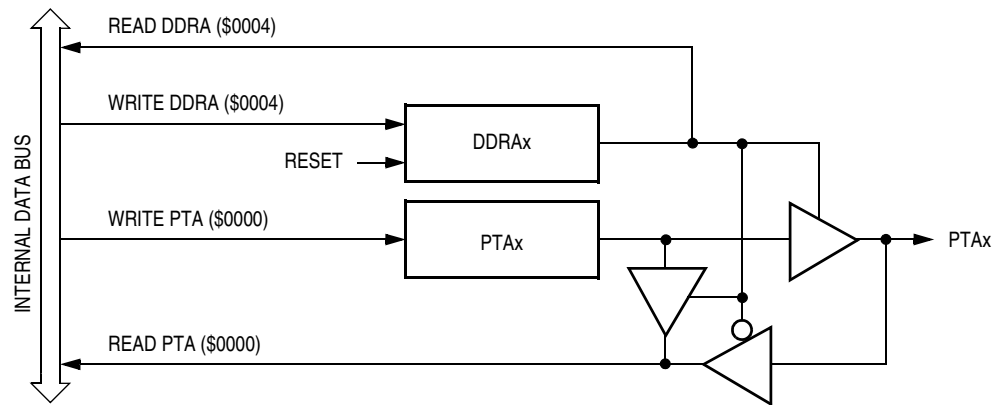 READ DDRA ($0004)
WRITE DDRA ($0004)
DDRAx
RESET
WRITE PTA ($0000)
PTAx
PTAx
INTERNAL DATA BUS
READ PTA ($0000)